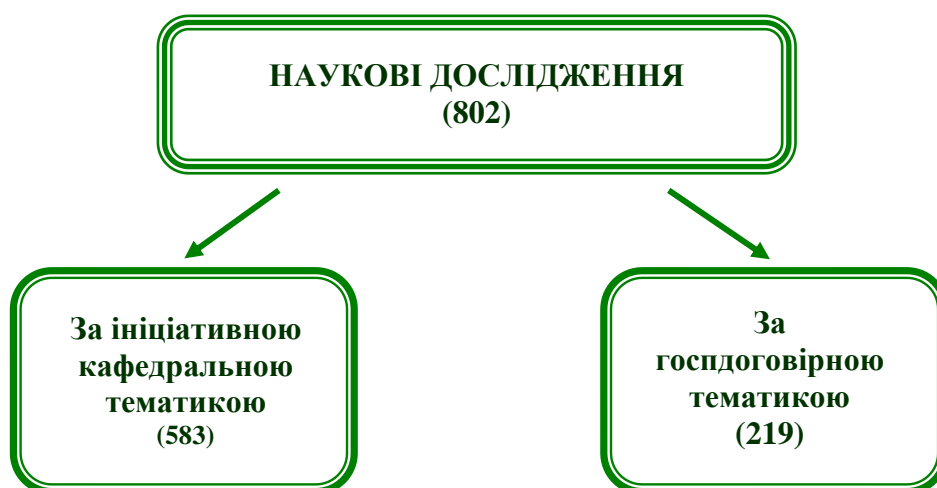 НАУКОВІ ДОСЛІДЖЕННЯ
(802)
За ініціативною
кафедральною
тематикою
(583)
За
госпдоговірною
тематикою
(219)